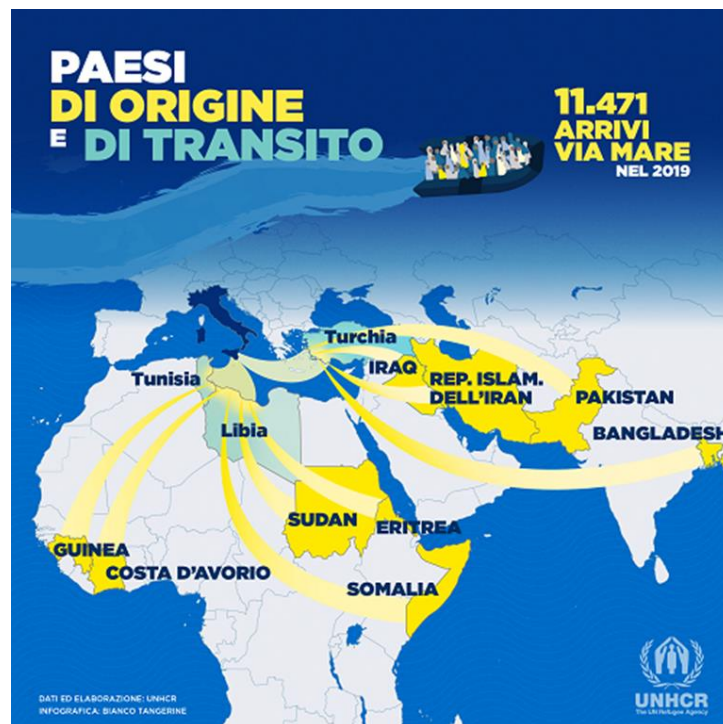 PAESI
DI ORIGINE
E DI TRANSITO
11.471
ARRIVI
VIA MARE
NEL 2019
Turchia
Tunisia
IRAQ
REP. ISLAM.
DELL'IRAN
PAKISTAN
BANGLADESH
Libia
SUDAN
ERITREA
GUINEA
COSTA D'AVORIO
SOMALIA
DATI ED ELABORAZIONE: UNHCR
INFOGRAFICA: BIANCO TANGERINE
UNHCR
The UN Refugee Agency